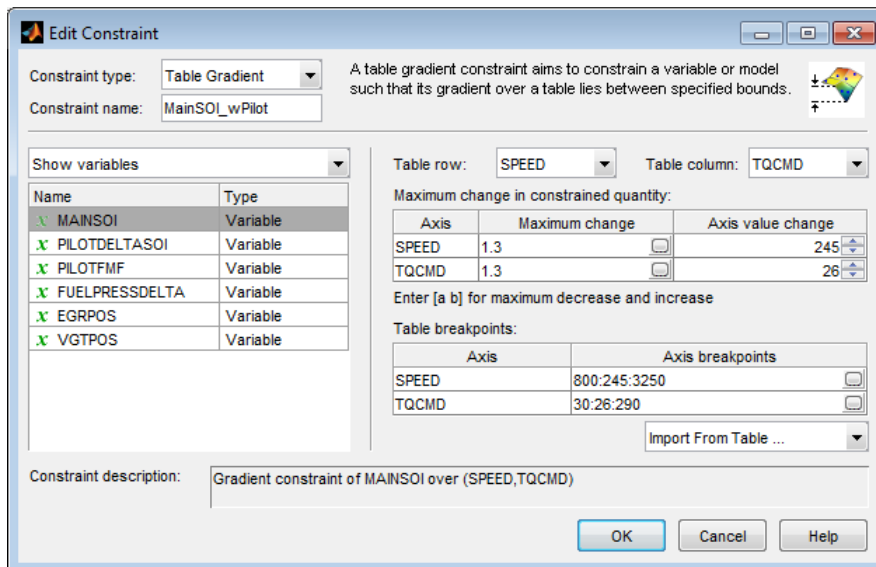 Edit Constraint
Constraint type: Table Gradient
Constraint name: MainSOI_wPilot
A table gradient constraint aims to constrain a variable or model
such that its gradient over a table lies between specified bounds.
Show variables
Name Type
x MAINSOI Variable
x PILOTDELTASOI Variable
x PILOTFMF Variable
x FUELPRESSDELTA Variable
x EGRPOS Variable
x VGTPOS Variable
Table row: SPEED Table column: TQCMD
Maximum change in constrained quantity:
Axis Maximum change Axis value change
SPEED 1.3 245
TQCMD 1.3 26
Enter [a b] for maximum decrease and increase
Table breakpoints:
Axis Axis breakpoints
SPEED 800:245:3250
TQCMD 30:26:290
Import From Table ...
Constraint description: Gradient constraint of MAINSOI over (SPEED,TQCMD)
OK Cancel Help